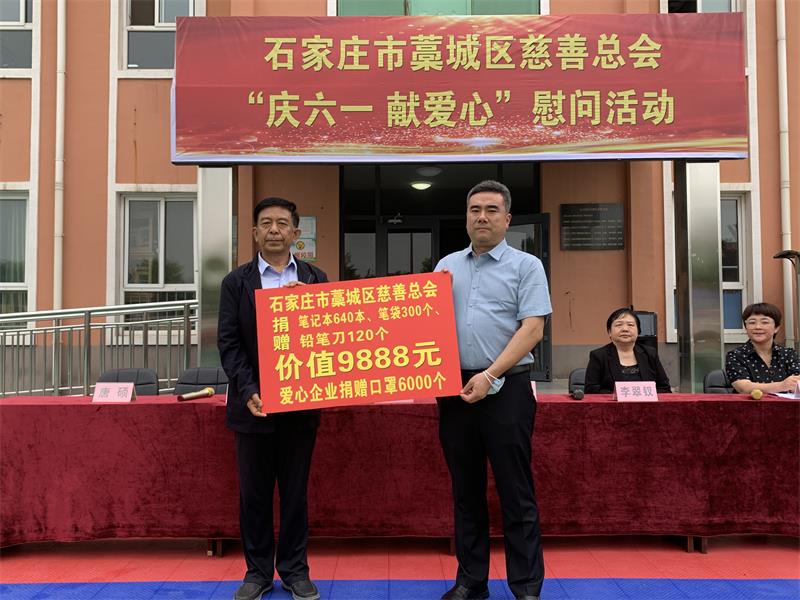 石家庄市藁城区慈善总会
“庆六一 献爱心”慰问活动
石家庄市藁城区慈善总会
捐赠
笔记本640本、笔袋300个、
铅笔刀120个
价值9888元
爱心企业捐赠口罩6000个
唐硕
李翠钗